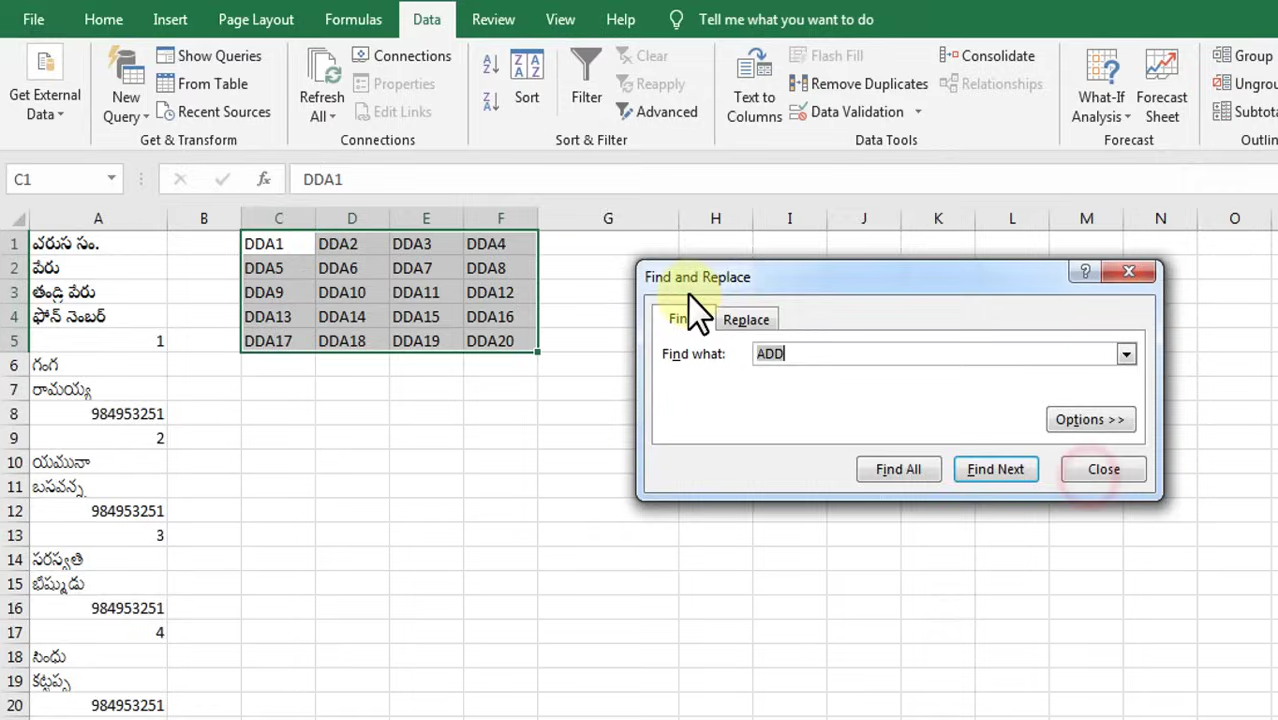 File Home Insert Page Layout Formulas Data Review View Help Tell me what you want to do
Get External Data
New Query
Show Queries
From Table
Recent Sources
Get & Transform
Refresh All
Connections
Properties
Edit Links
Connections
Sort
Filter
Clear
Reapply
Advanced
Sort & Filter
Text to Columns
Flash Fill
Remove Duplicates
Data Validation
Consolidate
Relationships
Data Tools
What-If Analysis
Forecast Sheet
Forecast
Group
C1 fx DDA1
A B C D E F G H I J K L M N O
1 వరుస సం. DDA1 DDA2 DDA3 DDA4
2 పేరు DDA5 DDA6 DDA7 DDA8
3 తండ్రి పేరు DDA9 DDA10 DDA11 DDA12
4 ఫోన్ నెంబర్ DDA13 DDA14 DDA15 DDA16
5 1 DDA17 DDA18 DDA19 DDA20
6 గంగ
7 రామయ్య
8 984953251
9 2
10 యమునా
11 బసవన్న
12 984953251
13 3
14 సరస్వతి
15 భీష్ముడు
16 984953251
17 4
18 సింధు
19 కట్టప్ప
20 984953251
Find and Replace
Replace
Find what: ADD
Options >>
Find All Find Next Close